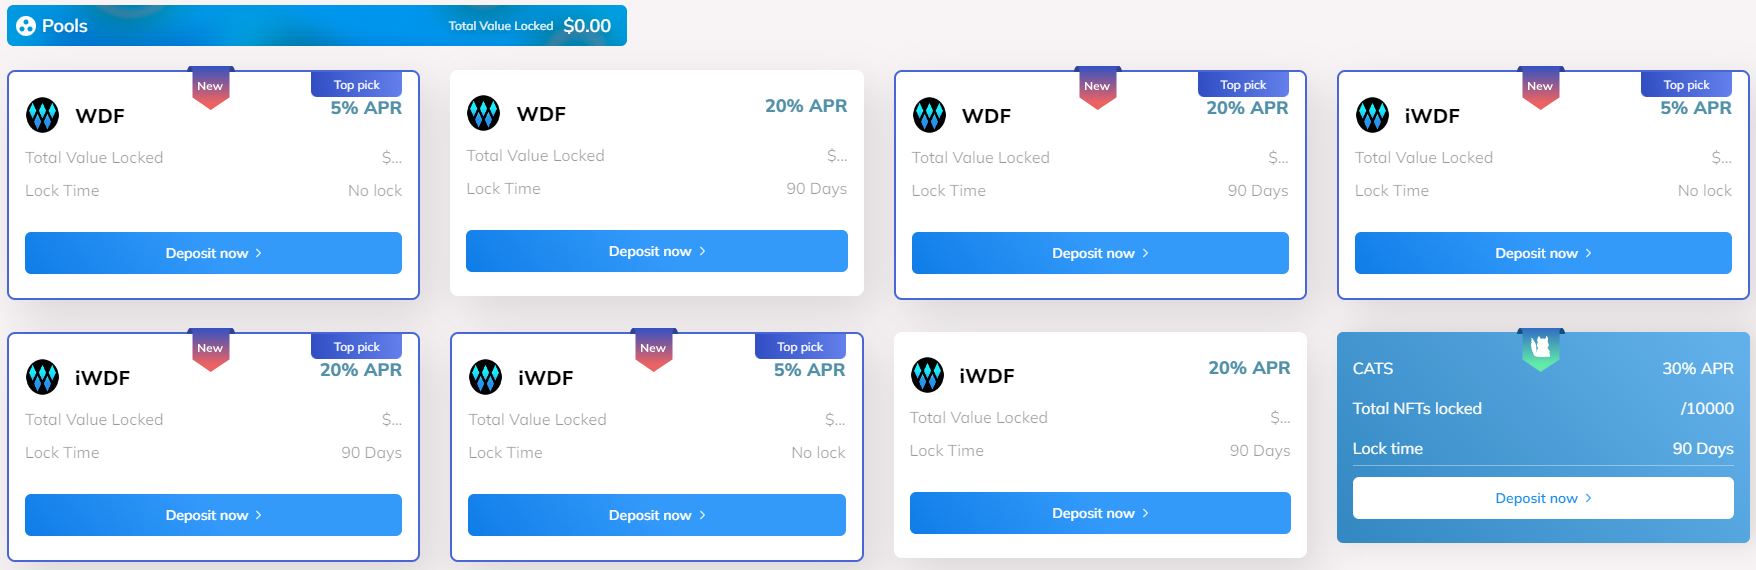 Pools
Total Value Locked $0.00
New
Top pick
WDF
5% APR
Total Value Locked $...
Lock Time No lock
Deposit now >
WDF
20% APR
Total Value Locked $...
Lock Time 90 Days
Deposit now >
New
Top pick
WDF
20% APR
Total Value Locked $...
Lock Time 90 Days
Deposit now >
New
Top pick
iWDF
5% APR
Total Value Locked $...
Lock Time No lock
Deposit now >
New
Top pick
iWDF
20% APR
Total Value Locked $...
Lock Time 90 Days
Deposit now >
New
Top pick
iWDF
5% APR
Total Value Locked $...
Lock Time No lock
Deposit now >
iWDF
20% APR
Total Value Locked $...
Lock Time 90 Days
Deposit now >
CATS 30% APR
Total NFTs locked /10000
Lock time 90 Days
Deposit now >